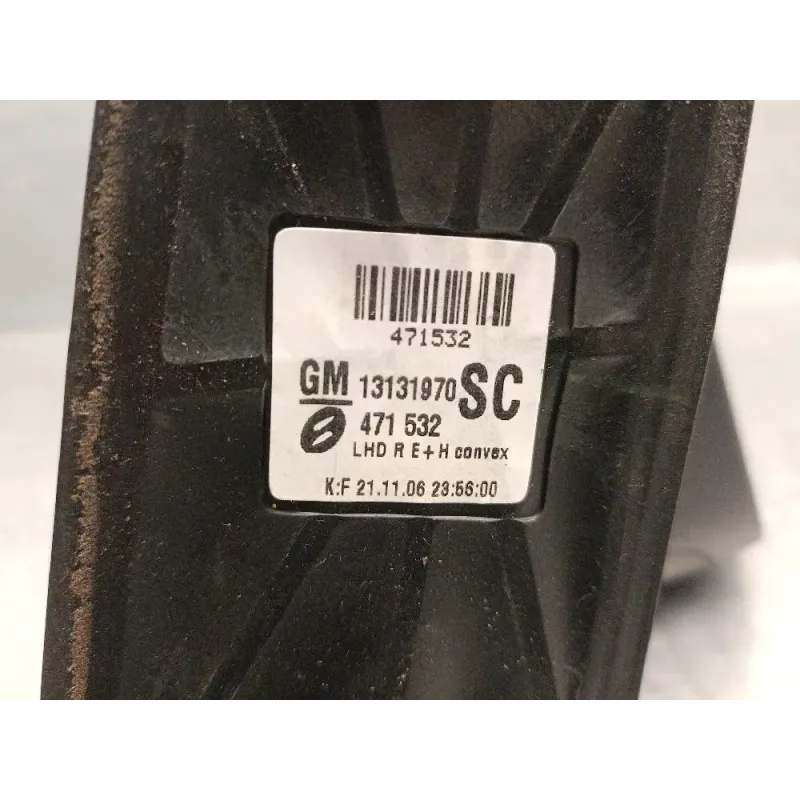 471532
GM 13131970 SC
471 532
LHD R E+H convex
K:F 21.11.06 23:56:00